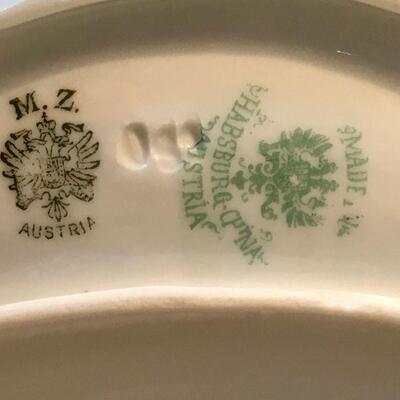 M. Z.
AUSTRIA
HABSBURG CHINA
AUSTRIA
MADE IN